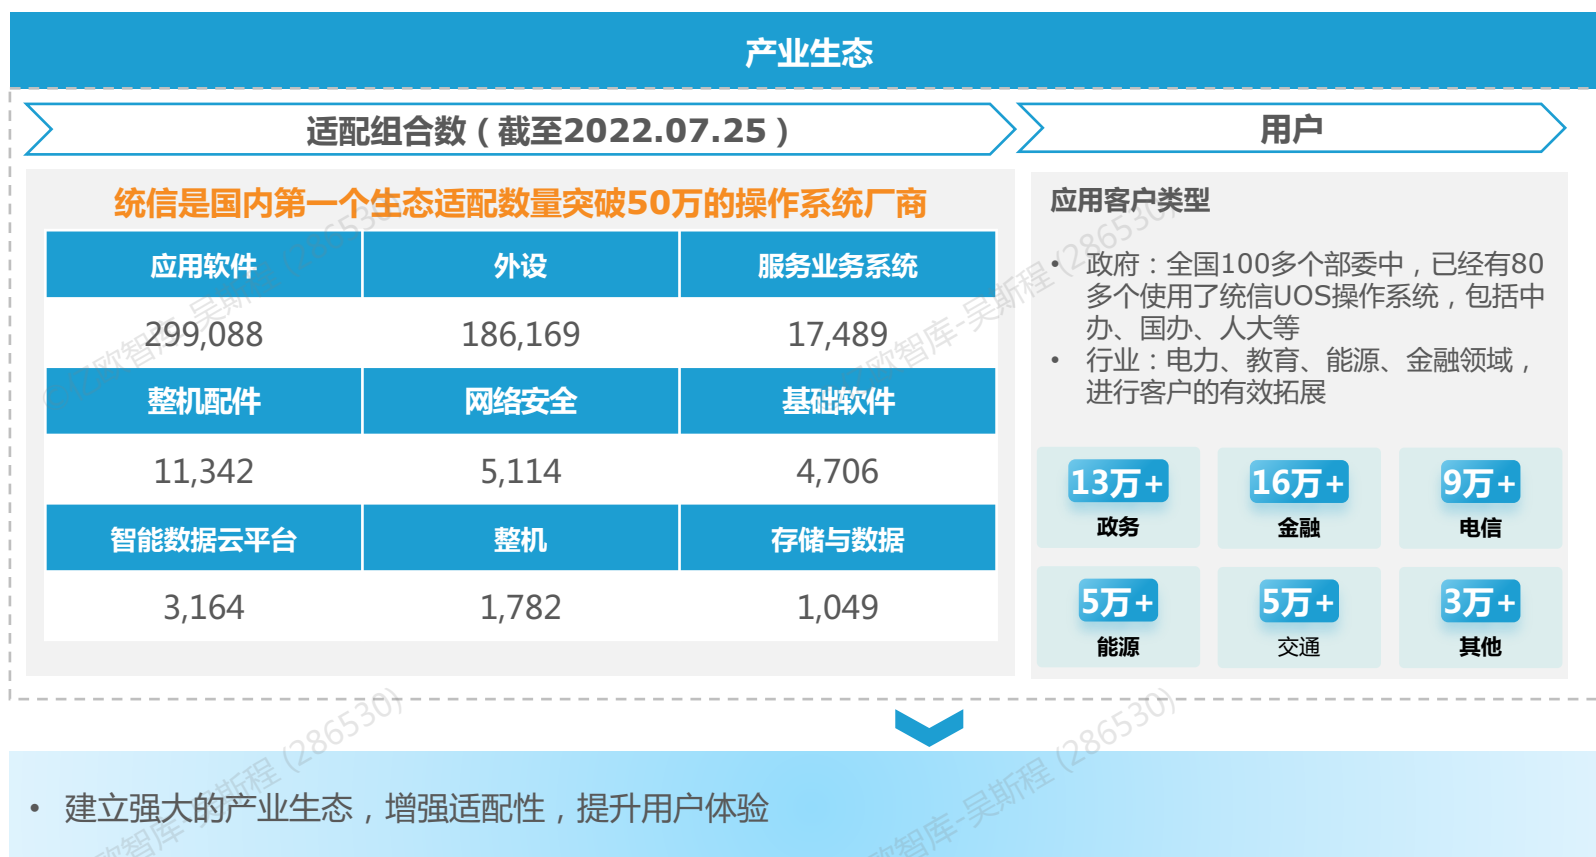 产业生态
适配组合数（截至2022.07.25）
用户
统信是国内第一个生态适配数量突破50万的操作系统厂商
应用软件 外设 服务业务系统
299,088 186,169 17,489
整机配件 网络安全 基础软件
11,342 5,114 4,706
智能数据云平台 整机 存储与数据
3,164 1,782 1,049
应用客户类型
• 政府：全国100多个部委中，已经有80
多个使用了统信UOS操作系统，包括中
办、国办、人大等
• 行业：电力、教育、能源、金融领域，
进行客户的有效拓展
13万+ 16万+ 9万+
政务 金融 电信
5万+ 5万+ 3万+
能源 交通 其他
• 建立强大的产业生态，增强适配性，提升用户体验